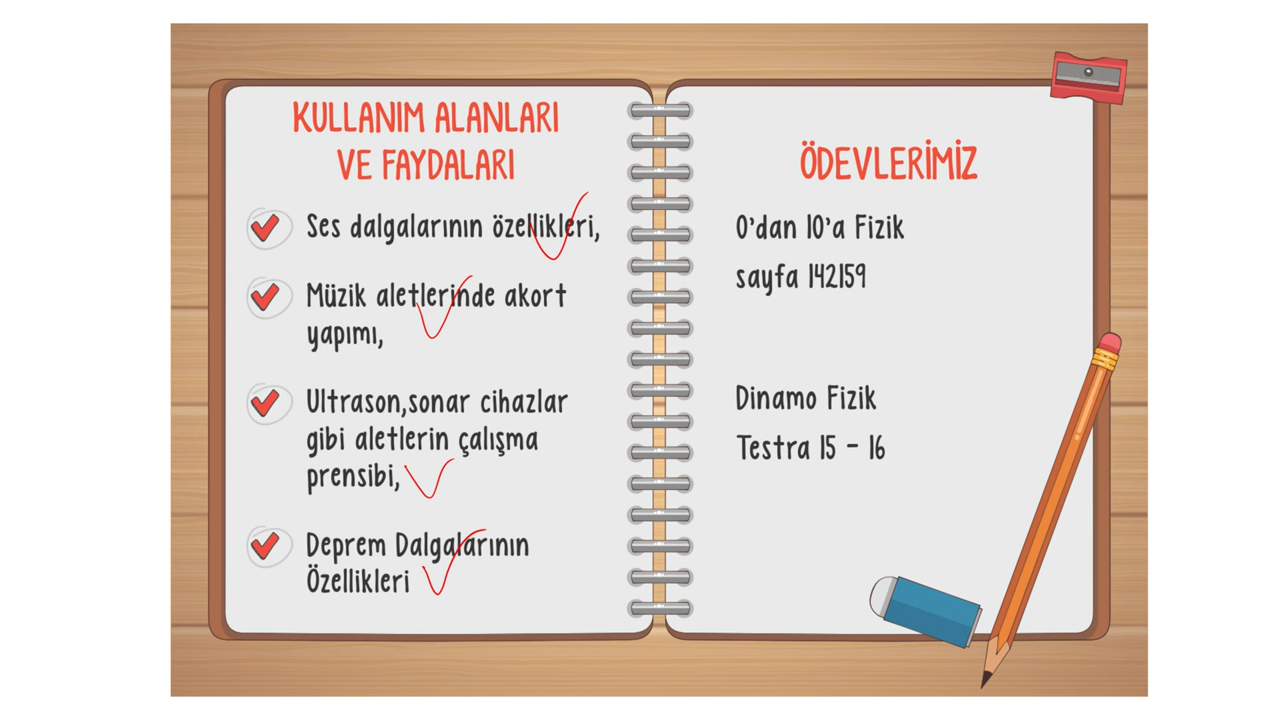 KULLANIM ALANLARI
VE FAYDALARI
Ses dalgalarının özellikleri,
Müzik aletlerinde akort
yapımı,
Ultrason,sonar cihazlar
gibi aletlerin çalışma
prensibi,
Deprem Dalgalarının
Özellikleri
ÖDEVLERİMİZ
0'dan 10'a Fizik
sayfa 142159
Dinamo Fizik
Testra 15 - 16